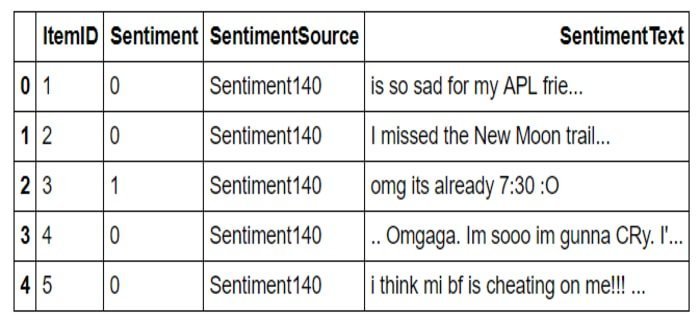 ItemID Sentiment SentimentSource SentimentText
0 1 0 Sentiment140 is so sad for my APL frie...
1 2 0 Sentiment140 I missed the New Moon trail...
2 3 1 Sentiment140 omg its already 7:30 :O
3 4 0 Sentiment140 .. Omgaga. Im sooo im gunna CRy. I'...
4 5 0 Sentiment140 i think mi bf is cheating on me!!! ...